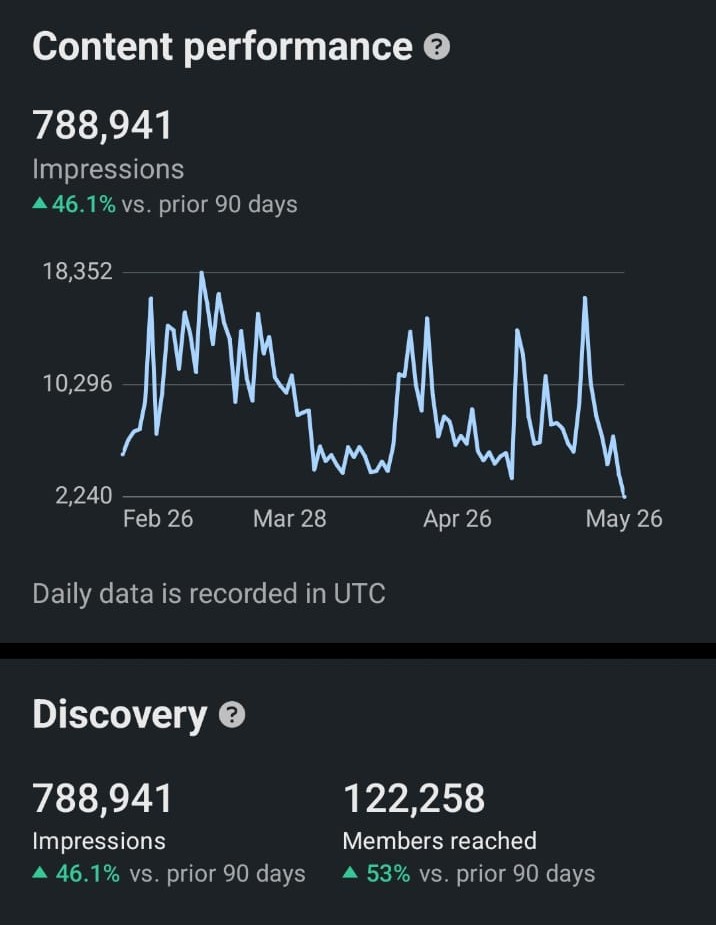 Content performance ?
788,941
Impressions
▲ 46.1% vs. prior 90 days
18,352
10,296
2,240
Feb 26 Mar 28 Apr 26 May 26
Daily data is recorded in UTC
Discovery ?
788,941 122,258
Impressions Members reached
▲ 46.1% vs. prior 90 days ▲ 53% vs. prior 90 days